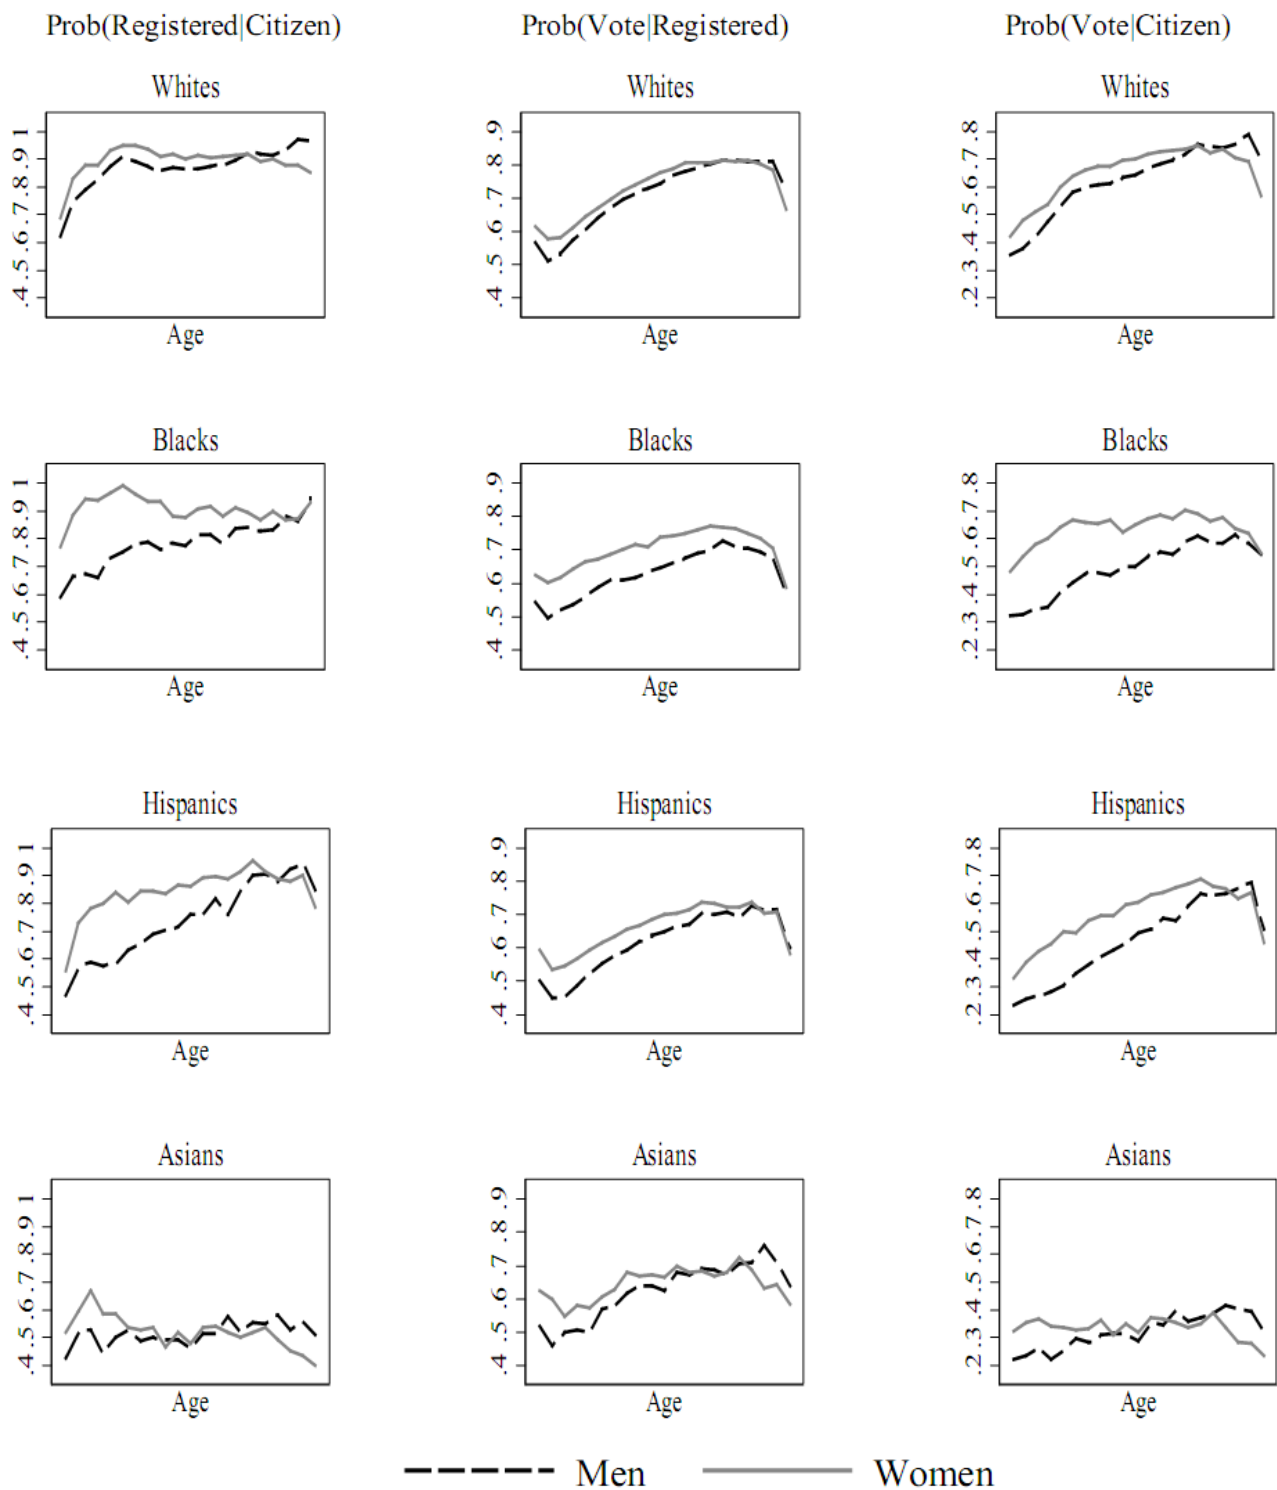 Prob(Registered|Citizen) Prob(Vote|Registered) Prob(Vote|Citizen)
Whites Whites Whites
.4 .5 .6 .7 .8 .9 1 .4 .5 .6 .7 .8 .9 .2 .3 .4 .5 .6 .7 .8
Age Age Age
Blacks Blacks Blacks
.4 .5 .6 .7 .8 .9 1 .4 .5 .6 .7 .8 .9 .2 .3 .4 .5 .6 .7 .8
Age Age Age
Hispanics Hispanics Hispanics
.4 .5 .6 .7 .8 .9 1 .4 .5 .6 .7 .8 .9 .2 .3 .4 .5 .6 .7 .8
Age Age Age
Asians Asians Asians
.4 .5 .6 .7 .8 .9 1 .4 .5 .6 .7 .8 .9 .2 .3 .4 .5 .6 .7 .8
Age Age Age
Men Women